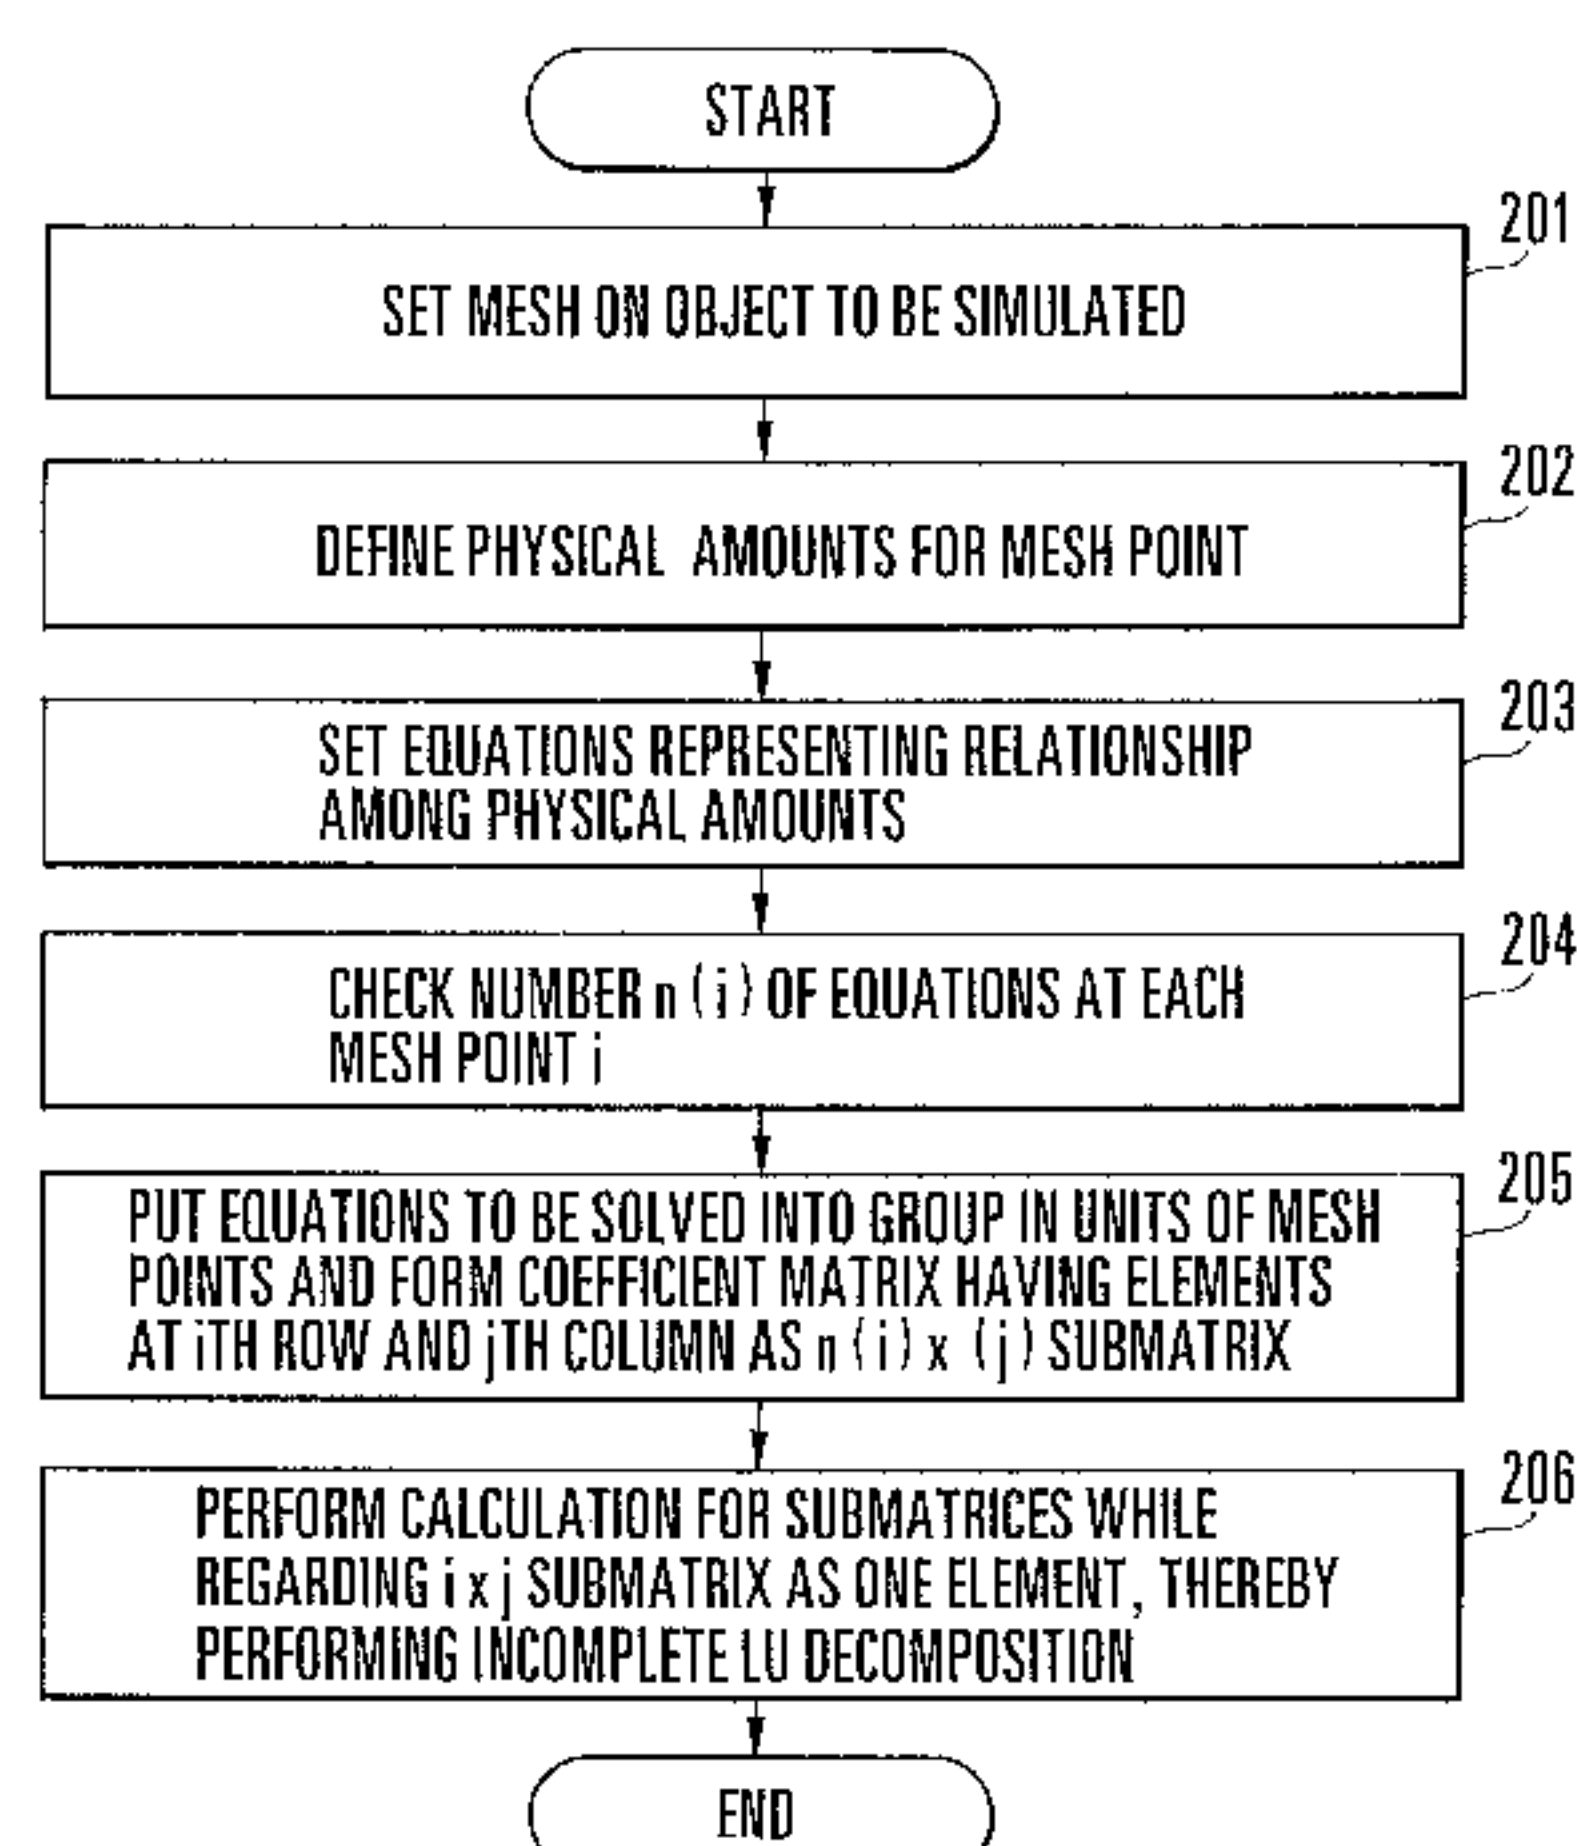 START
201
SET MESH ON OBJECT TO BE SIMULATED
202
DEFINE PHYSICAL AMOUNTS FOR MESH POINT
203
SET EQUATIONS REPRESENTING RELATIONSHIP
AMONG PHYSICAL AMOUNTS
204
CHECK NUMBER n (i) OF EQUATIONS AT EACH
MESH POINT i
205
PUT EQUATIONS TO BE SOLVED INTO GROUP IN UNITS OF MESH
POINTS AND FORM COEFFICIENT MATRIX HAVING ELEMENTS
AT iTH ROW AND jTH COLUMN AS n (i) x (j) SUBMATRIX
206
PERFORM CALCULATION FOR SUBMATRICES WHILE
REGARDING i x j SUBMATRIX AS ONE ELEMENT, THEREBY
PERFORMING INCOMPLETE LU DECOMPOSITION
END